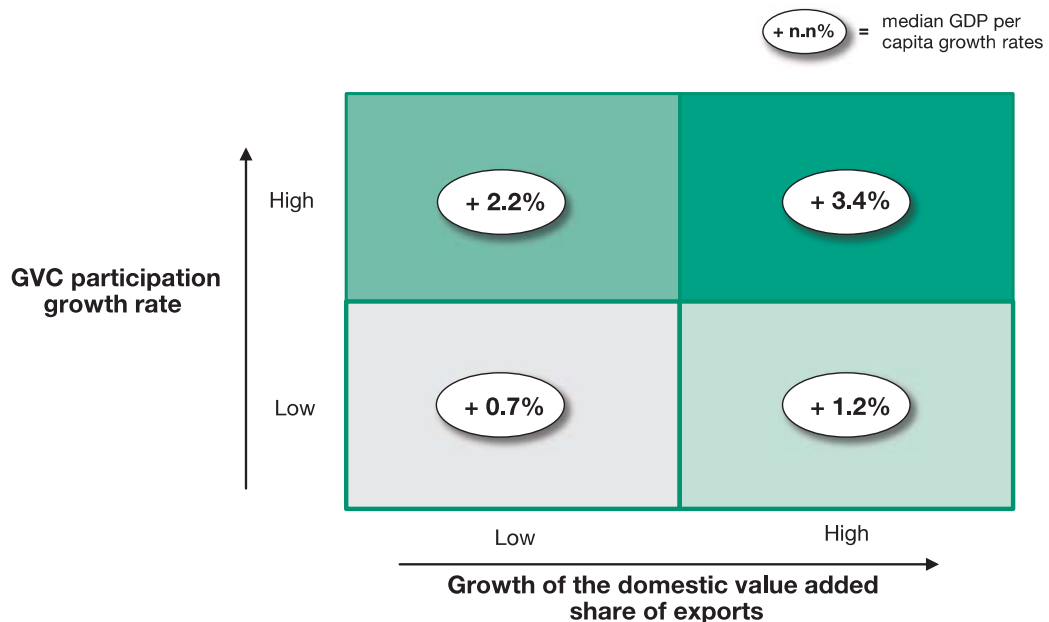 + n.n% = median GDP per
capita growth rates
High
+ 2.2%
+ 3.4%
GVC participation
growth rate
Low
+ 0.7%
+ 1.2%
Low
High
Growth of the domestic value added
share of exports